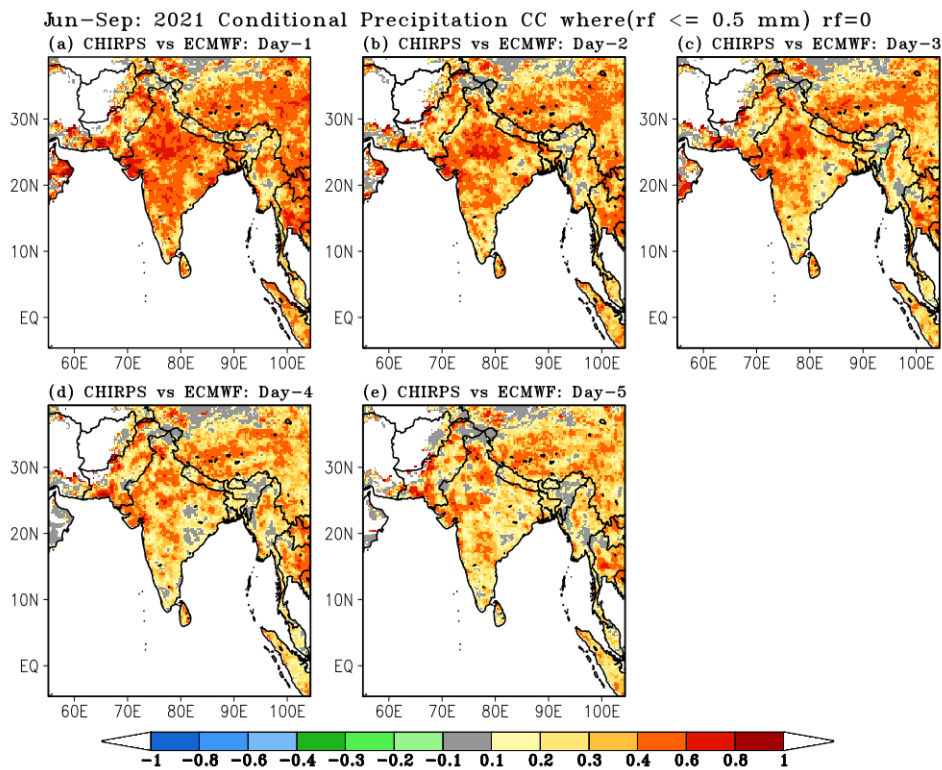 Jun-Sep: 2021 Conditional Precipitation CC where(rf <= 0.5 mm) rf=0
(a) CHIRPS vs ECMWF: Day-1
(b) CHIRPS vs ECMWF: Day-2
(c) CHIRPS vs ECMWF: Day-3
30N
20N
10N
EQ
60E 70E 80E 90E 100E
30N
20N
10N
EQ
60E 70E 80E 90E 100E
30N
20N
10N
EQ
60E 70E 80E 90E 100E
(d) CHIRPS vs ECMWF: Day-4
(e) CHIRPS vs ECMWF: Day-5
30N
20N
10N
EQ
60E 70E 80E 90E 100E
30N
20N
10N
EQ
60E 70E 80E 90E 100E
-1 -0.8 -0.6 -0.4 -0.3 -0.2 -0.1 0.1 0.2 0.3 0.4 0.6 0.8 1